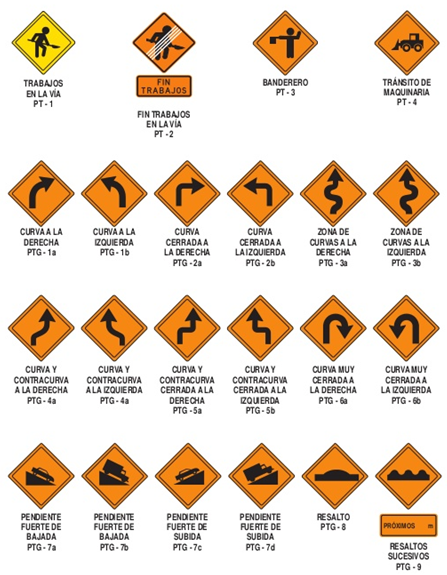 TRABAJOS
EN LA VÍA
PT - 1
FIN
TRABAJOS
FIN TRABAJOS
EN LA VÍA
PT - 2
BANDERERO
PT - 3
TRÁNSITO DE
MAQUINARIA
PT - 4
CURVA A LA
DERECHA
PTG - 1a
CURVA A LA
IZQUIERDA
PTG - 1b
CURVA
CERRADA A
LA DERECHA
PTG - 2a
CURVA
CERRADA A
LA IZQUIERDA
PTG - 2b
ZONA DE
CURVAS A LA
DERECHA
PTG - 3a
ZONA DE
CURVAS A LA
IZQUIERDA
PTG - 3b
CURVA Y
CONTRACURVA
A LA DERECHA
PTG - 4a
CURVA Y
CONTRACURVA
A LA IZQUIERDA
PTG - 4a
CURVA Y
CONTRACURVA
CERRADA A LA
DERECHA
PTG - 5a
CURVA Y
CONTRACURVA
CERRADA A LA
IZQUIERDA
PTG - 5b
CURVA MUY
CERRADA A LA
DERECHA
PTG - 6a
CURVA MUY
CERRADA A LA
IZQUIERDA
PTG - 6b
PENDIENTE
FUERTE DE
BAJADA
PTG - 7a
PENDIENTE
FUERTE DE
BAJADA
PTG - 7b
PENDIENTE
FUERTE DE
SUBIDA
PTG - 7c
PENDIENTE
FUERTE DE
SUBIDA
PTG - 7d
RESALTO
PTG - 8
PRÓXIMOS m
RESALTOS
SUCESIVOS
PTG - 9